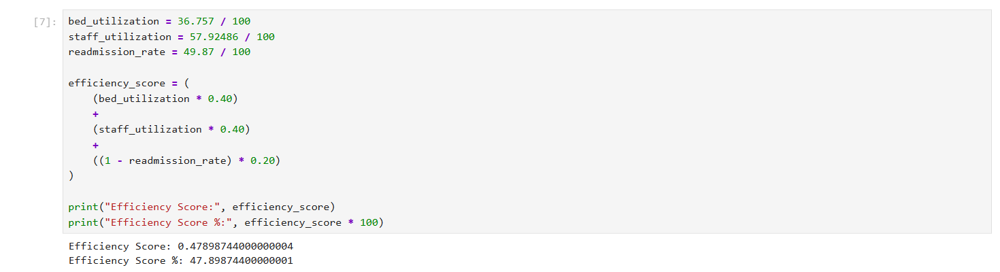 [7]: bed_utilization = 36.757 / 100
staff_utilization = 57.92486 / 100
readmission_rate = 49.87 / 100
efficiency_score = (
(bed_utilization * 0.40)
+
(staff_utilization * 0.40)
+
((1 - readmission_rate) * 0.20)
)
print("Efficiency Score:", efficiency_score)
print("Efficiency Score %:", efficiency_score * 100)
Efficiency Score: 0.47898744000000004
Efficiency Score %: 47.89874400000001